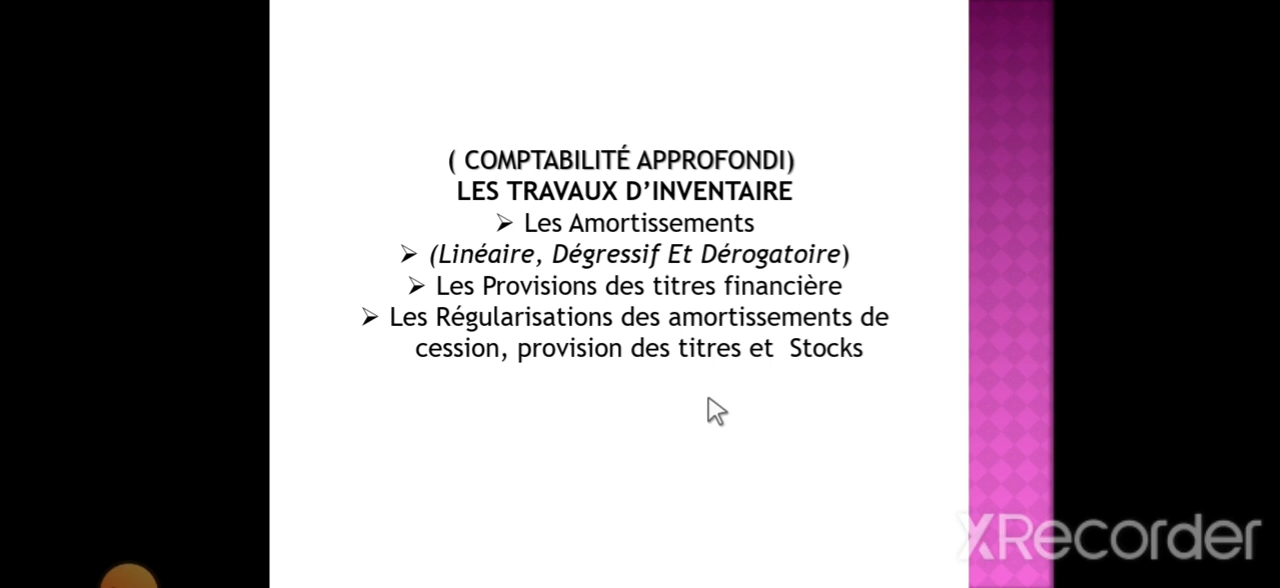 ( COMPTABILITÉ APPROFONDI)
LES TRAVAUX D’INVENTAIRE
➢ Les Amortissements
➢ (Linéaire, Dégressif Et Dérogatoire)
➢ Les Provisions des titres financière
➢ Les Régularisations des amortissements de
cession, provision des titres et Stocks
XRecorder